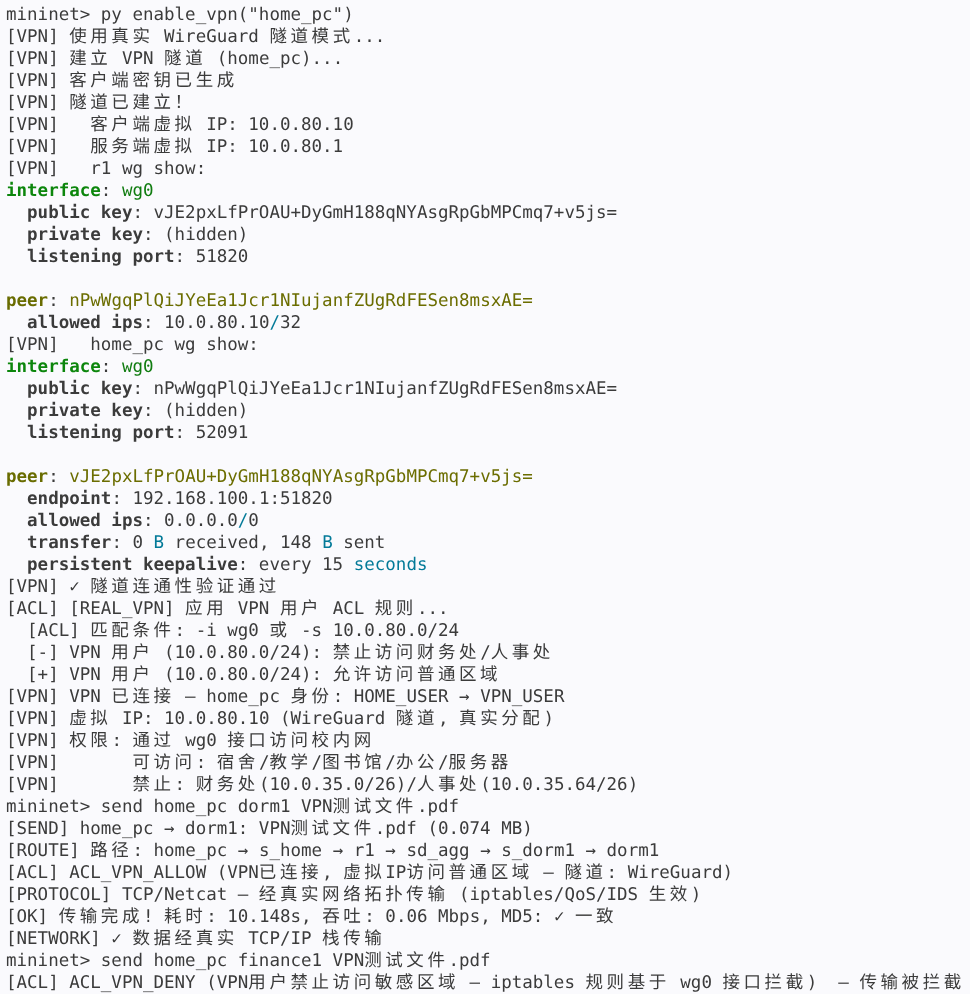 mininet> py enable_vpn("home_pc")
[VPN] 使用真实 WireGuard 隧道模式...
[VPN] 建立 VPN 隧道 (home_pc)...
[VPN] 客户端密钥已生成
[VPN] 隧道已建立!
[VPN]   客户端虚拟 IP: 10.0.80.10
[VPN]   服务端虚拟 IP: 10.0.80.1
[VPN]   r1 wg show:
interface: wg0
  public key: vJE2pxLfPrOAU+DyGmH188qNYAsgRpGbMPCmq7+v5js=
  private key: (hidden)
  listening port: 51820

peer: nPwWgqPlQiJYeEa1Jcr1NIujanfZUgRdFESen8msxAE=
  allowed ips: 10.0.80.10/32
[VPN]   home_pc wg show:
interface: wg0
  public key: nPwWgqPlQiJYeEa1Jcr1NIujanfZUgRdFESen8msxAE=
  private key: (hidden)
  listening port: 52091

peer: vJE2pxLfPrOAU+DyGmH188qNYAsgRpGbMPCmq7+v5js=
  endpoint: 192.168.100.1:51820
  allowed ips: 0.0.0.0/0
  transfer: 0 B received, 148 B sent
  persistent keepalive: every 15 seconds
[VPN] ✓ 隧道连通性验证通过
[ACL] [REAL_VPN] 应用 VPN 用户 ACL 规则...
  [ACL] 匹配条件: -i wg0 或 -s 10.0.80.0/24
  [-] VPN 用户 (10.0.80.0/24): 禁止访问财务处/人事处
  [+] VPN 用户 (10.0.80.0/24): 允许访问普通区域
[VPN] VPN 已连接 — home_pc 身份: HOME_USER → VPN_USER
[VPN] 虚拟 IP: 10.0.80.10 (WireGuard 隧道, 真实分配)
[VPN] 权限: 通过 wg0 接口访问校内网
[VPN]       可访问: 宿舍/教学/图书馆/办公/服务器
[VPN]       禁止: 财务处(10.0.35.0/26)/人事处(10.0.35.64/26)
mininet> send home_pc dorm1 VPN测试文件.pdf
[SEND] home_pc → dorm1: VPN测试文件.pdf (0.074 MB)
[ROUTE] 路径: home_pc → s_home → r1 → sd_agg → s_dorm1 → dorm1
[ACL] ACL_VPN_ALLOW (VPN已连接, 虚拟IP访问普通区域 — 隧道: WireGuard)
[PROTOCOL] TCP/Netcat — 经真实网络拓扑传输 (iptables/QoS/IDS 生效)
[OK] 传输完成! 耗时: 10.148s, 吞吐: 0.06 Mbps, MD5: ✓ 一致
[NETWORK] ✓ 数据经真实 TCP/IP 栈传输
mininet> send home_pc finance1 VPN测试文件.pdf
[ACL] ACL_VPN_DENY (VPN用户禁止访问敏感区域 — iptables 规则基于 wg0 接口拦截)  — 传输被拦截